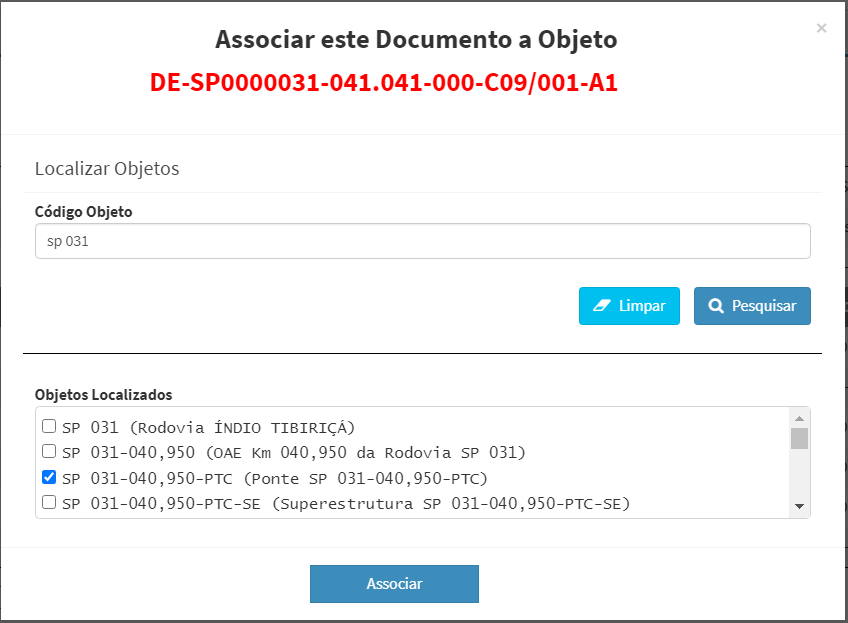 Associar este Documento a Objeto
×
DE-SP0000031-041.041-000-C09/001-A1
Localizar Objetos
Código Objeto
sp 031
Limpar
Pesquisar
Objetos Localizados
SP 031 (Rodovia ÍNDIO TIBIRIÇÁ)
SP 031-040,950 (OAE Km 040,950 da Rodovia SP 031)
SP 031-040,950-PTC (Ponte SP 031-040,950-PTC)
SP 031-040,950-PTC-SE (Superestrutura SP 031-040,950-PTC-SE)
Associar